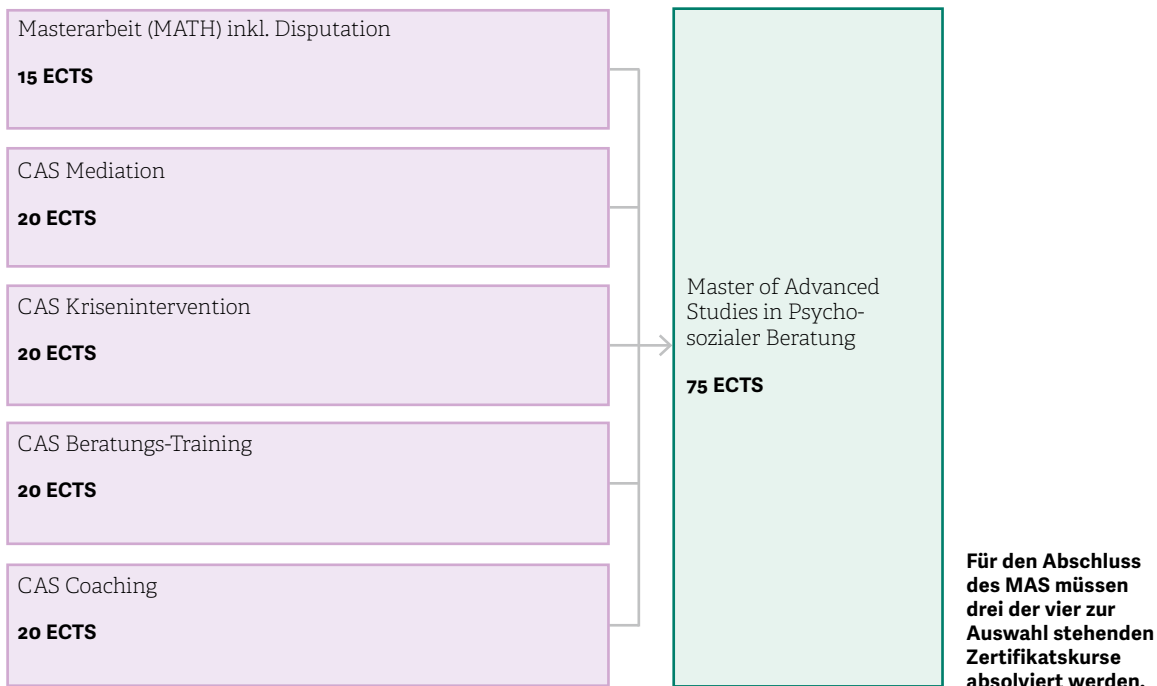 Masterarbeit (MATH) inkl. Disputation
15 ECTS
CAS Mediation
20 ECTS
CAS Krisenintervention
20 ECTS
CAS Beratungs-Training
20 ECTS
CAS Coaching
20 ECTS
Master of Advanced
Studies in Psycho-
sozialer Beratung
75 ECTS
Für den Abschluss
des MAS müssen
drei der vier zur
Auswahl stehenden
Zertifikatskurse
absolviert werden.